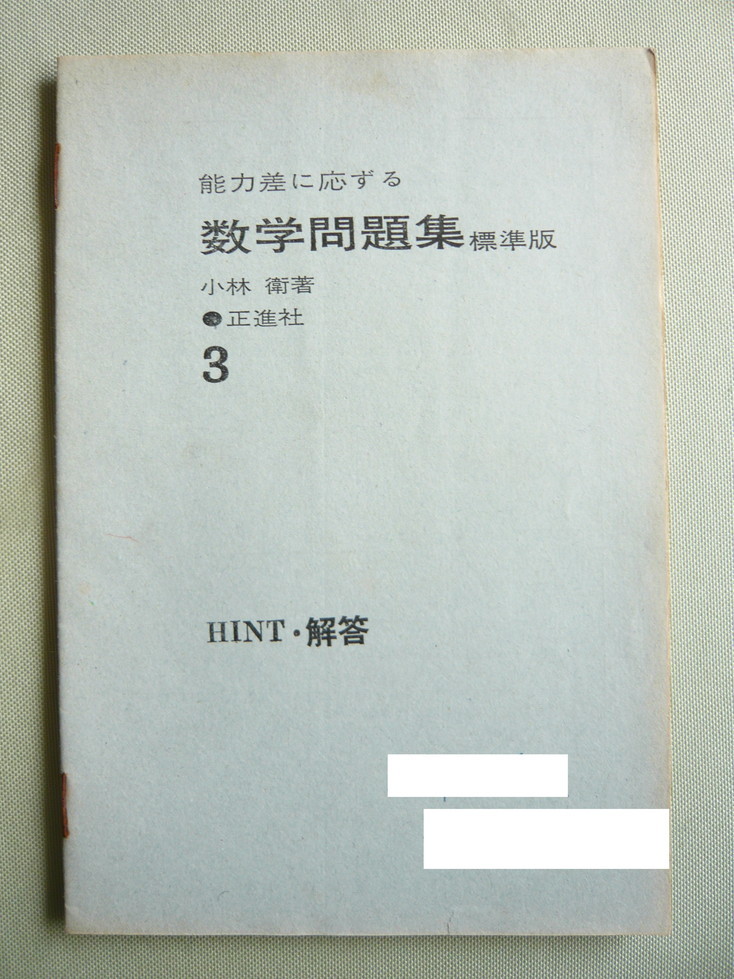 能力差に応ずる
数学問題集 標準版
小林 衛著
●正進社
3
HINT・解答